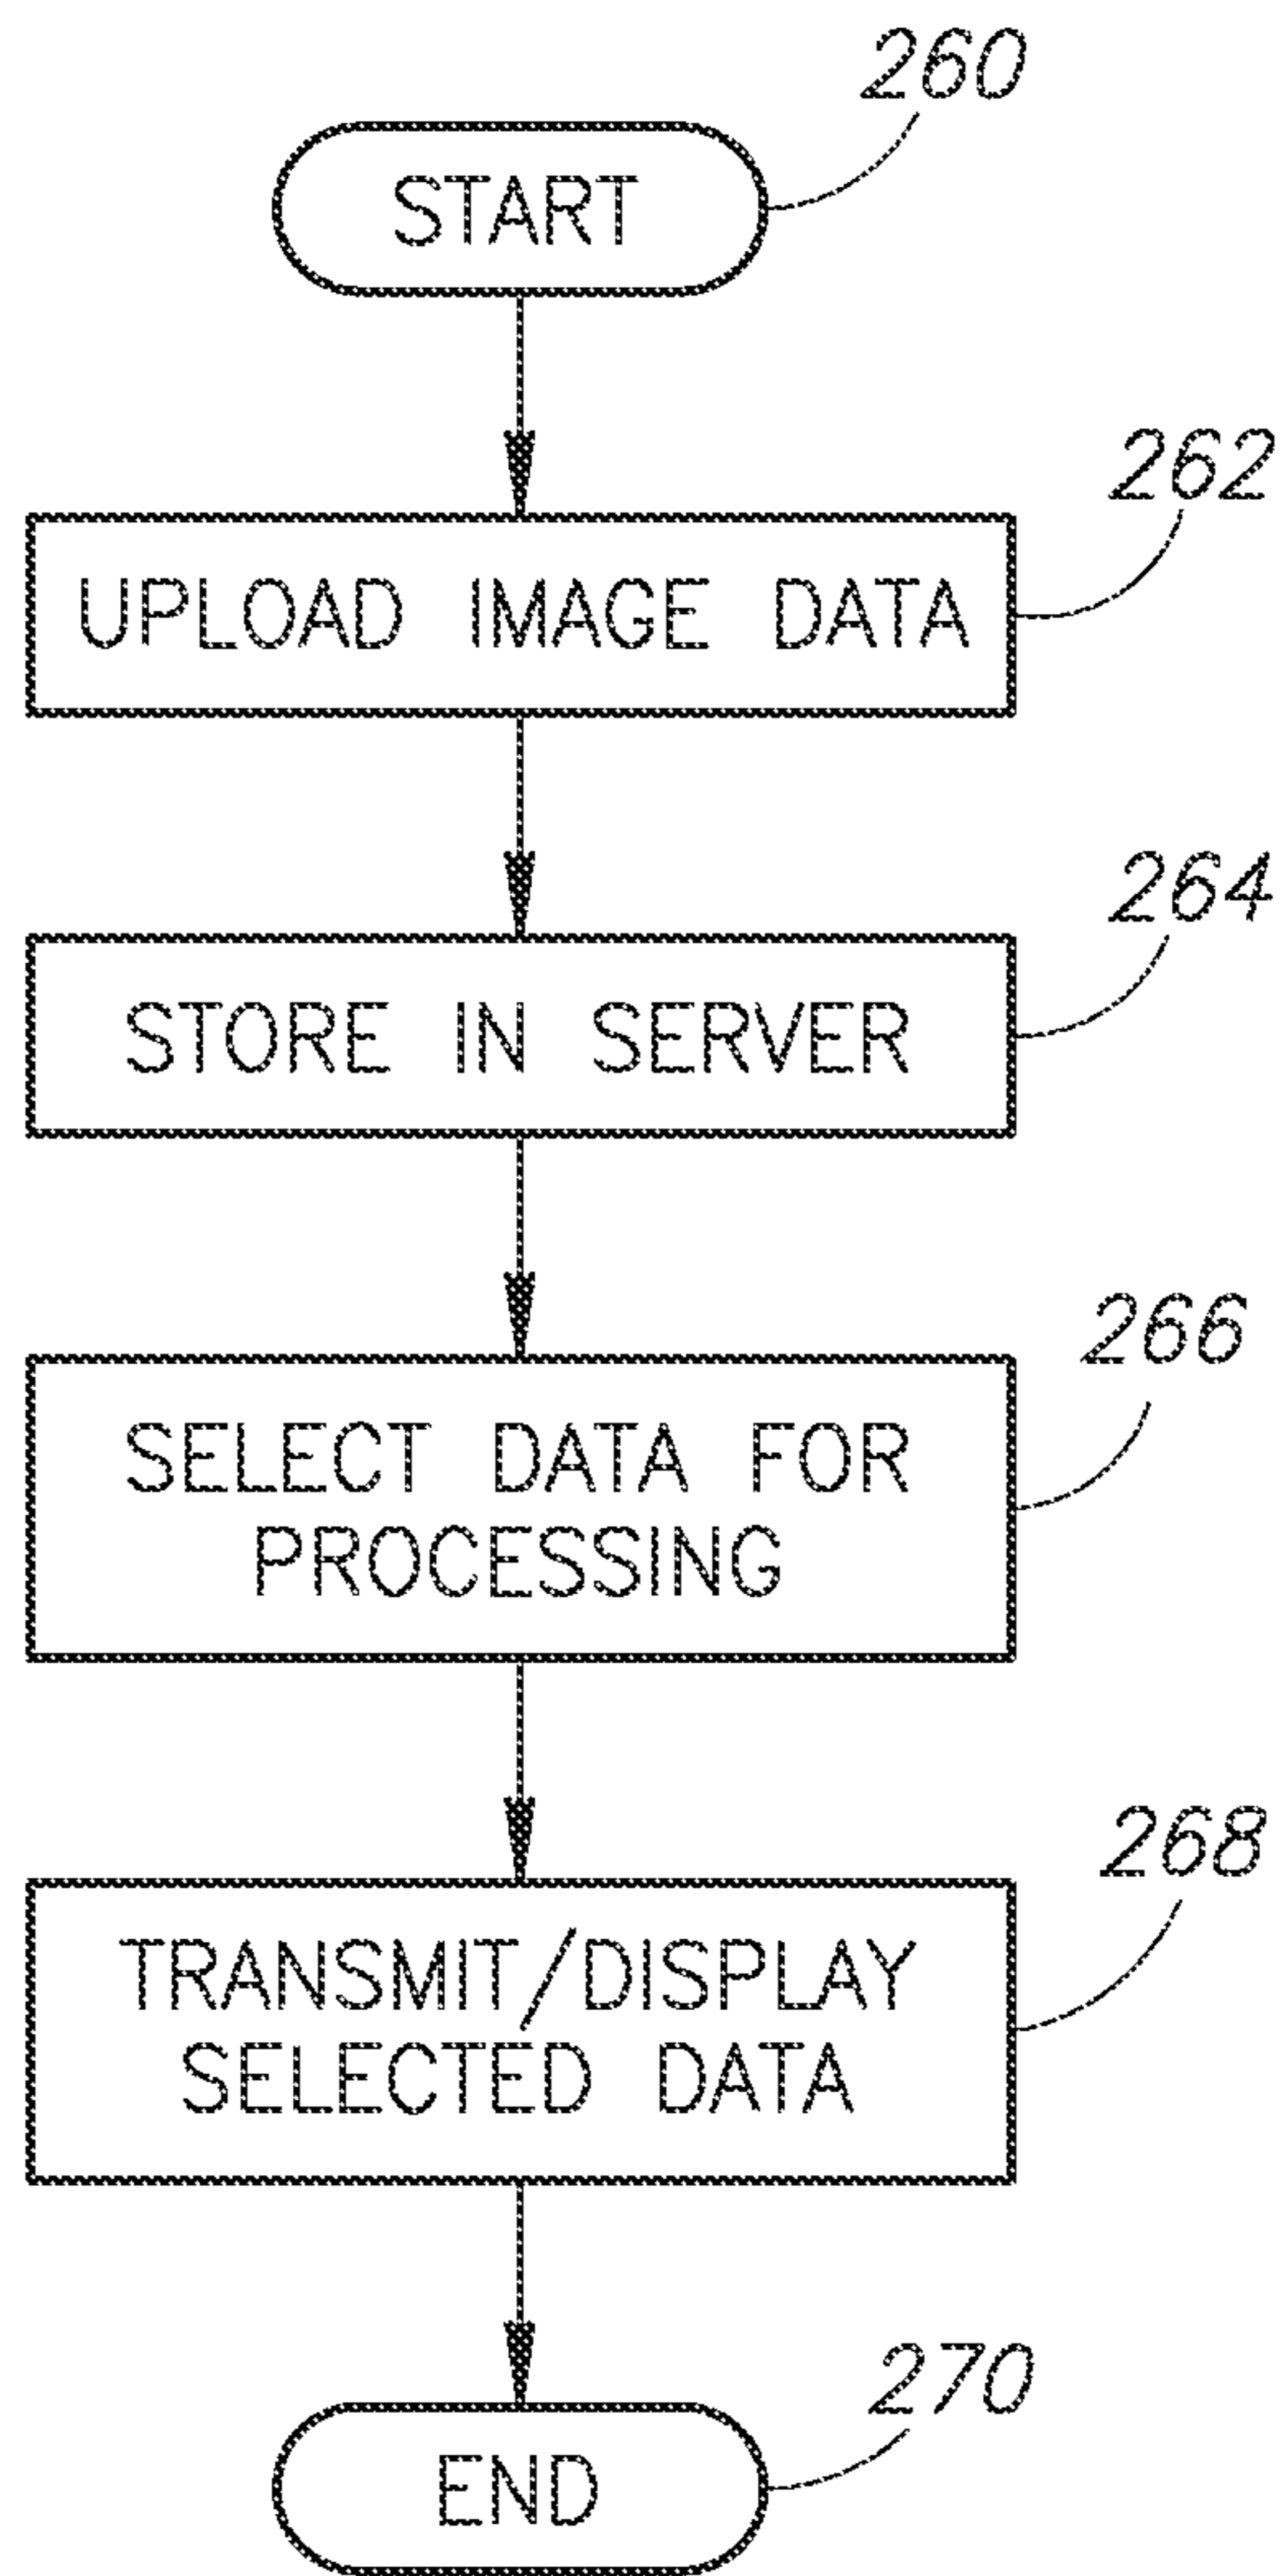 260
START
262
UPLOAD IMAGE DATA
264
STORE IN SERVER
266
SELECT DATA FOR
PROCESSING
268
TRANSMIT/DISPLAY
SELECTED DATA
270
END